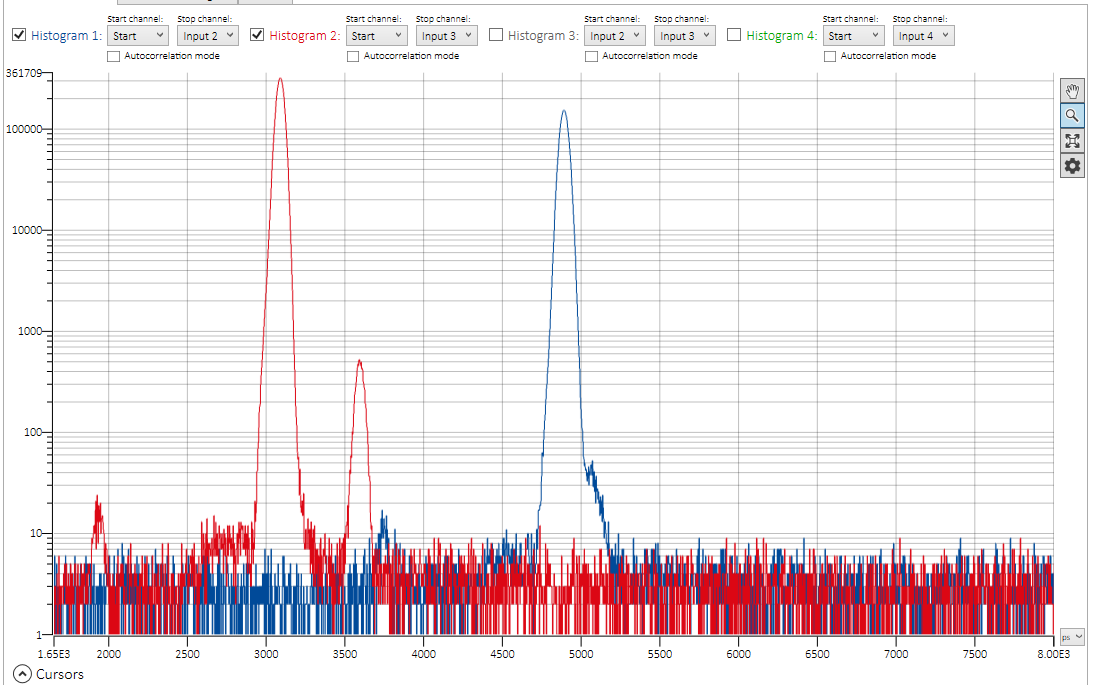 Start channel: Stop channel: Start channel: Stop channel: Start channel: Stop channel: Start channel: Stop channel:
Histogram 1: Start Input 2 Histogram 2: Start Input 3 Histogram 3: Input 2 Input 3 Histogram 4: Start Input 4
Autocorrelation mode Autocorrelation mode Autocorrelation mode Autocorrelation mode
361709
100000
10000
1000
100
10
1
ps
1.65E3 2000 2500 3000 3500 4000 4500 5000 5500 6000 6500 7000 7500 8.00E3
Cursors